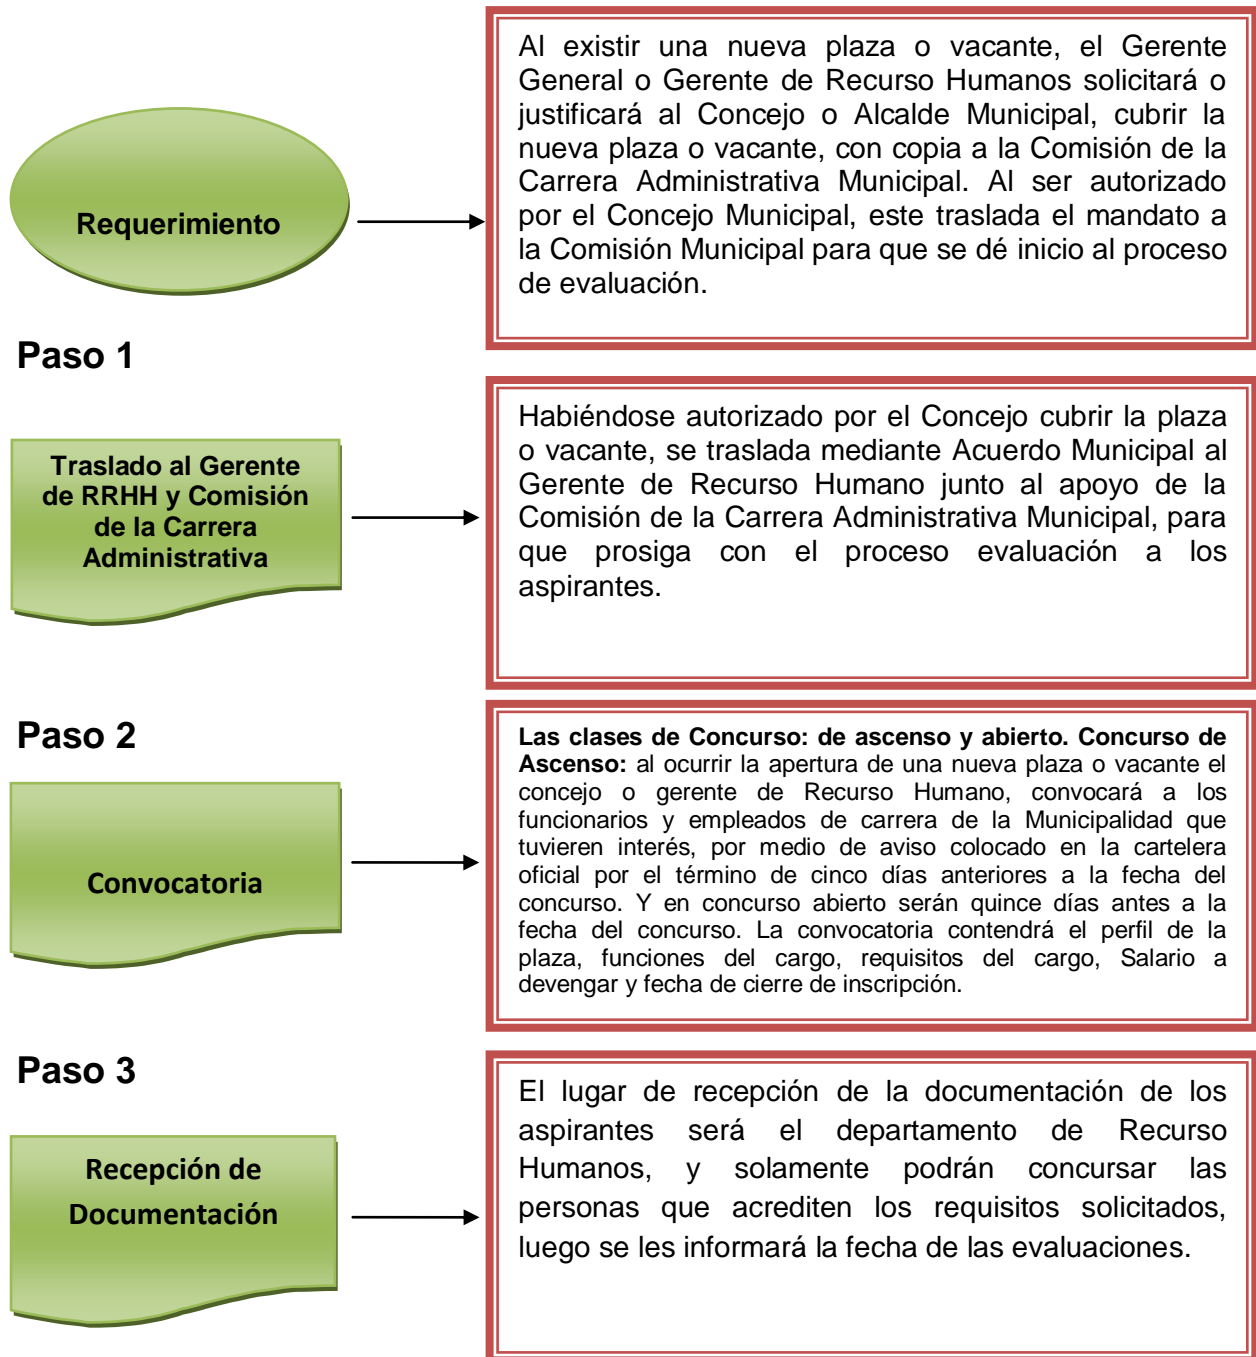 Al existir una nueva plaza o vacante, el Gerente
General o Gerente de Recurso Humanos solicitará o
justificará al Concejo o Alcalde Municipal, cubrir la
nueva plaza o vacante, con copia a la Comisión de la
Carrera Administrativa Municipal. Al ser autorizado
por el Concejo Municipal, este traslada el mandato a
la Comisión Municipal para que se dé inicio al proceso
de evaluación.
Requerimiento
Paso 1
Traslado al Gerente
de RRHH y Comisión
de la Carrera
Administrativa
Habiéndose autorizado por el Concejo cubrir la plaza
o vacante, se traslada mediante Acuerdo Municipal al
Gerente de Recurso Humano junto al apoyo de la
Comisión de la Carrera Administrativa Municipal, para
que prosiga con el proceso evaluación a los
aspirantes.
Paso 2
Convocatoria
Las clases de Concurso: de ascenso y abierto. Concurso de
Ascenso: al ocurrir la apertura de una nueva plaza o vacante el
concejo o gerente de Recurso Humano, convocará a los
funcionarios y empleados de carrera de la Municipalidad que
tuvieren interés, por medio de aviso colocado en la cartelera
oficial por el término de cinco días anteriores a la fecha del
concurso. Y en concurso abierto serán quince días antes a la
fecha del concurso. La convocatoria contendrá el perfil de la
plaza, funciones del cargo, requisitos del cargo, Salario a
devengar y fecha de cierre de inscripción.
Paso 3
Recepción de
Documentación
El lugar de recepción de la documentación de los
aspirantes será el departamento de Recurso
Humanos, y solamente podrán concursar las
personas que acrediten los requisitos solicitados,
luego se les informará la fecha de las evaluaciones.